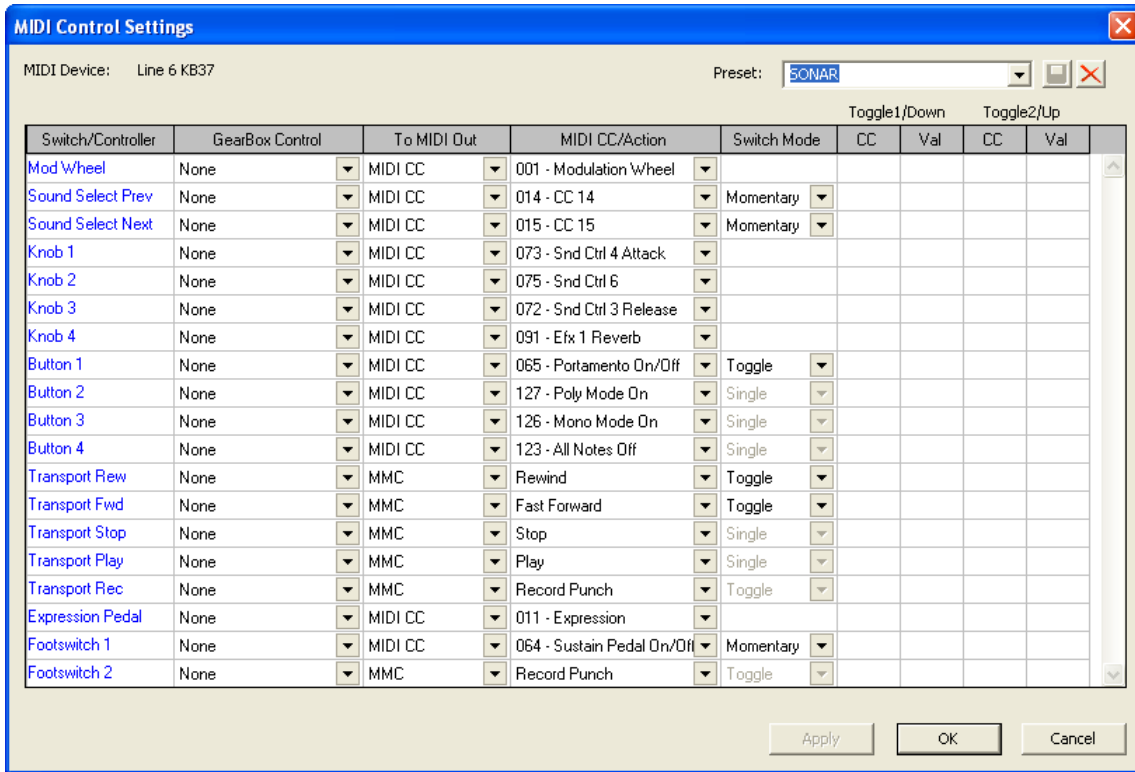 MIDI Control Settings
MIDI Device: Line 6 KB37 Preset: SONAR
Toggle1/Down Toggle2/Up
Switch/Controller GearBox Control To MIDI Out MIDI CC/Action Switch Mode CC Val CC Val
Mod Wheel None MIDI CC 001 - Modulation Wheel
Sound Select Prev None MIDI CC 014 - CC 14 Momentary
Sound Select Next None MIDI CC 015 - CC 15 Momentary
Knob 1 None MIDI CC 073 - Snd Ctrl 4 Attack
Knob 2 None MIDI CC 075 - Snd Ctrl 6
Knob 3 None MIDI CC 072 - Snd Ctrl 3 Release
Knob 4 None MIDI CC 091 - Efx 1 Reverb
Button 1 None MIDI CC 065 - Portamento On/Off Toggle
Button 2 None MIDI CC 127 - Poly Mode On Single
Button 3 None MIDI CC 126 - Mono Mode On Single
Button 4 None MIDI CC 123 - All Notes Off Single
Transport Rew None MMC Rewind Toggle
Transport Fwd None MMC Fast Forward Toggle
Transport Stop None MMC Stop Single
Transport Play None MMC Play Single
Transport Rec None MMC Record Punch Toggle
Expression Pedal None MIDI CC 011 - Expression
Footswitch 1 None MIDI CC 064 - Sustain Pedal On/Off Momentary
Footswitch 2 None MMC Record Punch Toggle
Apply OK Cancel